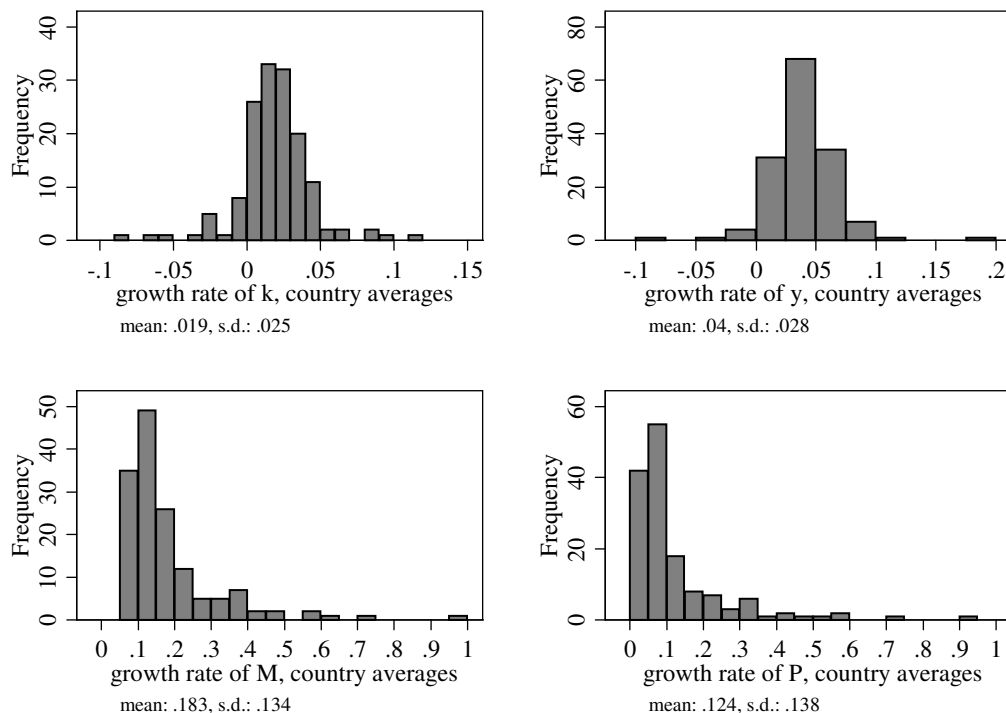 40
30
20
10
0
Frequency
-.1 -.05 0 .05 .1 .15
growth rate of k, country averages
mean: .019, s.d.: .025
80
60
40
20
0
Frequency
-.1 -.05 0 .05 .1 .15 .2
growth rate of y, country averages
mean: .04, s.d.: .028
50
40
30
20
10
0
Frequency
0 .1 .2 .3 .4 .5 .6 .7 .8 .9 1
growth rate of M, country averages
mean: .183, s.d.: .134
60
40
20
0
Frequency
0 .1 .2 .3 .4 .5 .6 .7 .8 .9 1
growth rate of P, country averages
mean: .124, s.d.: .138